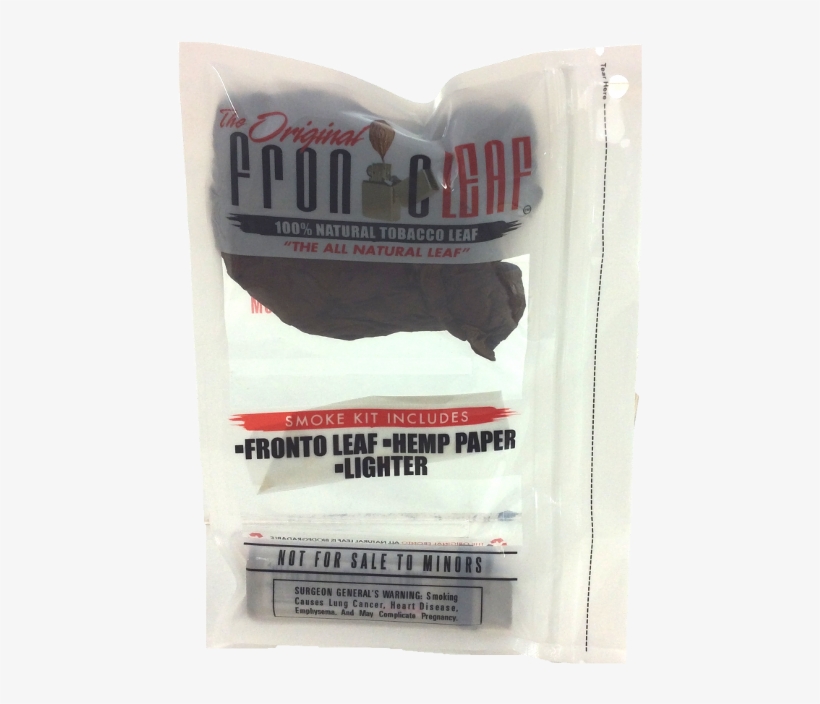 Tear Here
The Original
FRON CLEAF
100% NATURAL TOBACCO LEAF
"THE ALL NATURAL LEAF"
SMOKE KIT INCLUDES
▪FRONTO LEAF ▪HEMP PAPER
▪LIGHTER
NOT FOR SALE TO MINORS
SURGEON GENERAL'S WARNING: Smoking
Causes Lung Cancer, Heart Disease,
Emphysema, And May Complicate Pregnancy.